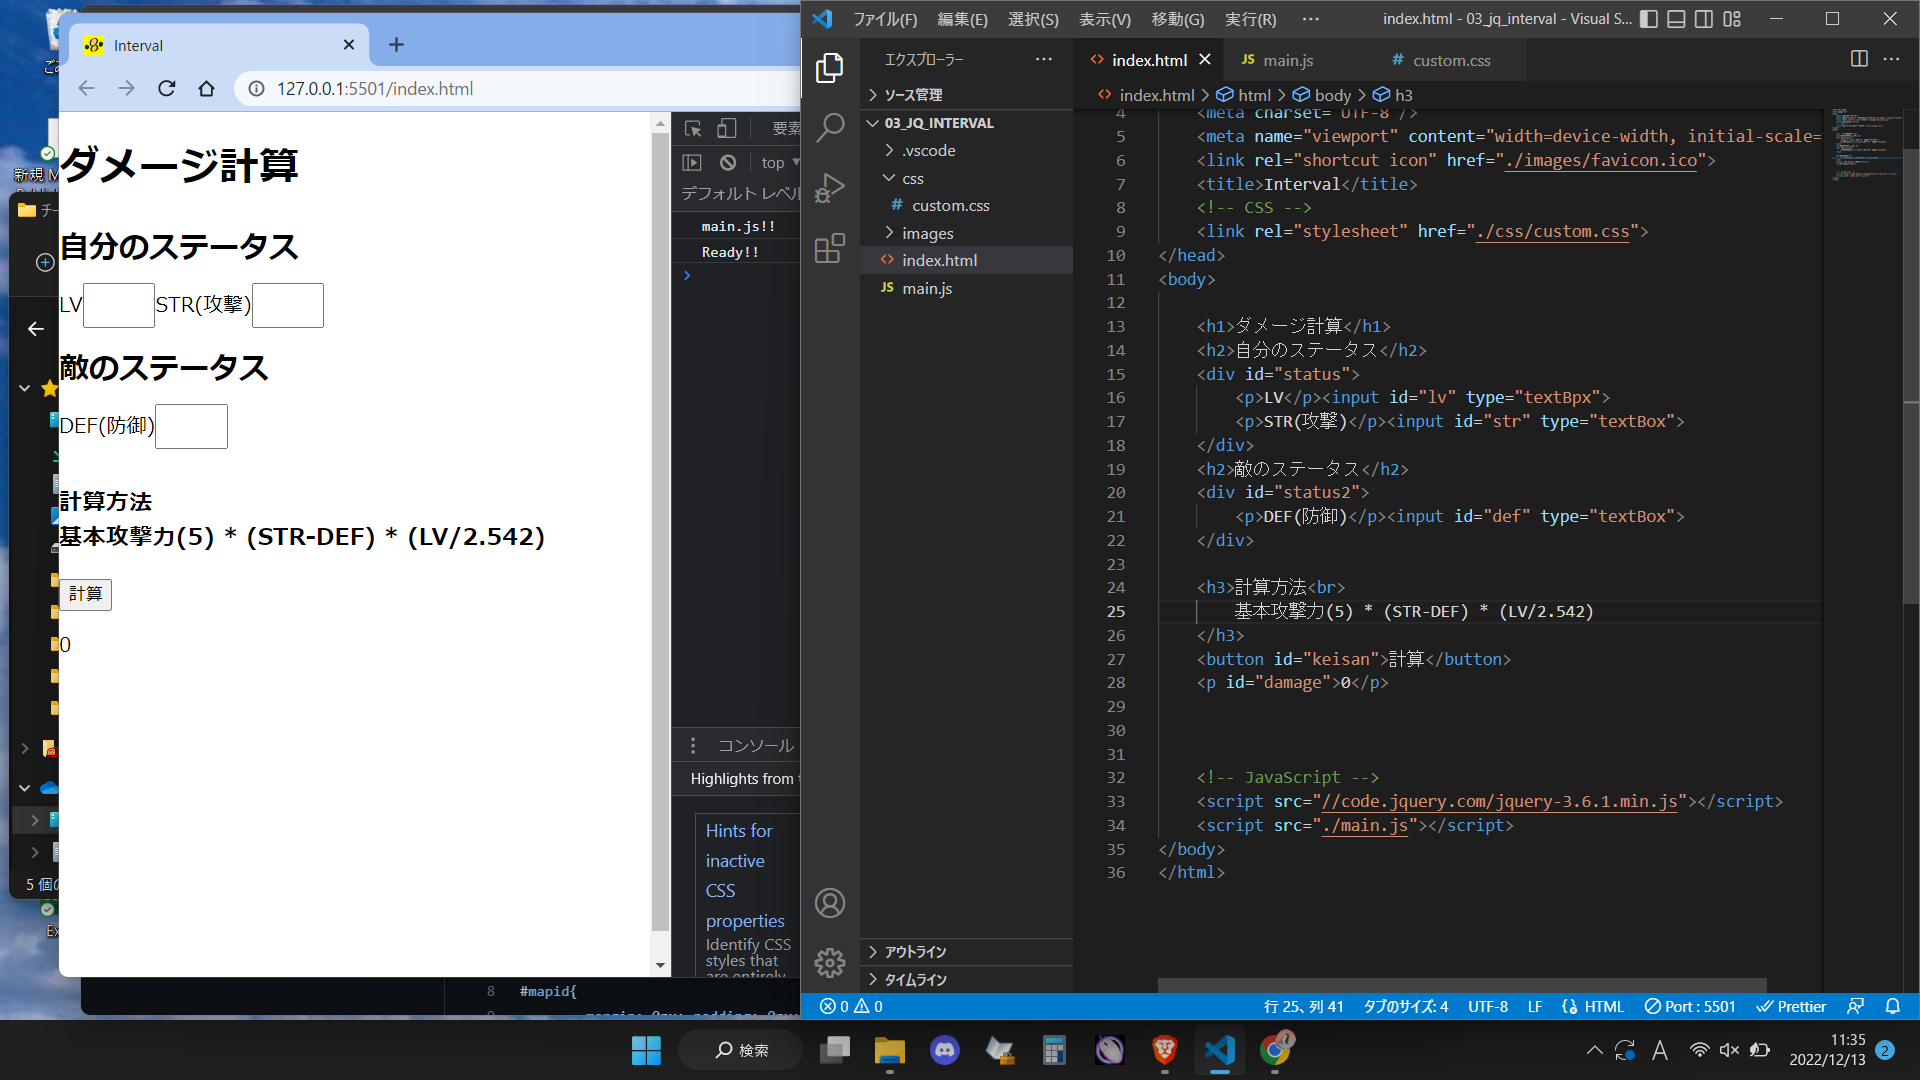 Interval
127.0.0.1:5501/index.html
ダメージ計算
自分のステータス
LV
STR(攻撃)
敵のステータス
DEF(防御)
計算方法
基本攻撃力(5) * (STR-DEF) * (LV/2.542)
計算
0
要素
top
デフォルト レベル
main.js!!
Ready!!
コンソール
Highlights from
Hints for
inactive
CSS
properties
Identify CSS
styles that
are entirely
8 #mapid{
新規 M
5 個の
ファイル(F) 編集(E) 選択(S) 表示(V) 移動(G) 実行(R) ··· index.html - 03_jq_interval - Visual S...
エクスプローラー
ソース管理
03_JQ_INTERVAL
.vscode
css
# custom.css
images
<> index.html
JS main.js
アウトライン
タイムライン
<> index.html JS main.js # custom.css
<> index.html > html > body > h3
4 <meta charset="UTF-8"/>
5 <meta name="viewport" content="width=device-width, initial-scale=
6 <link rel="shortcut icon" href="./images/favicon.ico">
7 <title>Interval</title>
8 <!-- CSS -->
9 <link rel="stylesheet" href="./css/custom.css">
10 </head>
11 <body>
12
13 <h1>ダメージ計算</h1>
14 <h2>自分のステータス</h2>
15 <div id="status">
16 <p>LV</p><input id="lv" type="textBpx">
17 <p>STR(攻撃)</p><input id="str" type="textBox">
18 </div>
19 <h2>敵のステータス</h2>
20 <div id="status2">
21 <p>DEF(防御)</p><input id="def" type="textBox">
22 </div>
23
24 <h3>計算方法<br>
25 基本攻撃力(5) * (STR-DEF) * (LV/2.542)
26 </h3>
27 <button id="keisan">計算</button>
28 <p id="damage">0</p>
29
30
31
32 <!-- JavaScript -->
33 <script src="//code.jquery.com/jquery-3.6.1.min.js"></script>
34 <script src="./main.js"></script>
35 </body>
36 </html>
0 0
行 25、列 41 タブのサイズ: 4 UTF-8 LF {} HTML Port : 5501 Prettier
検索
A
11:35
2022/12/13
2